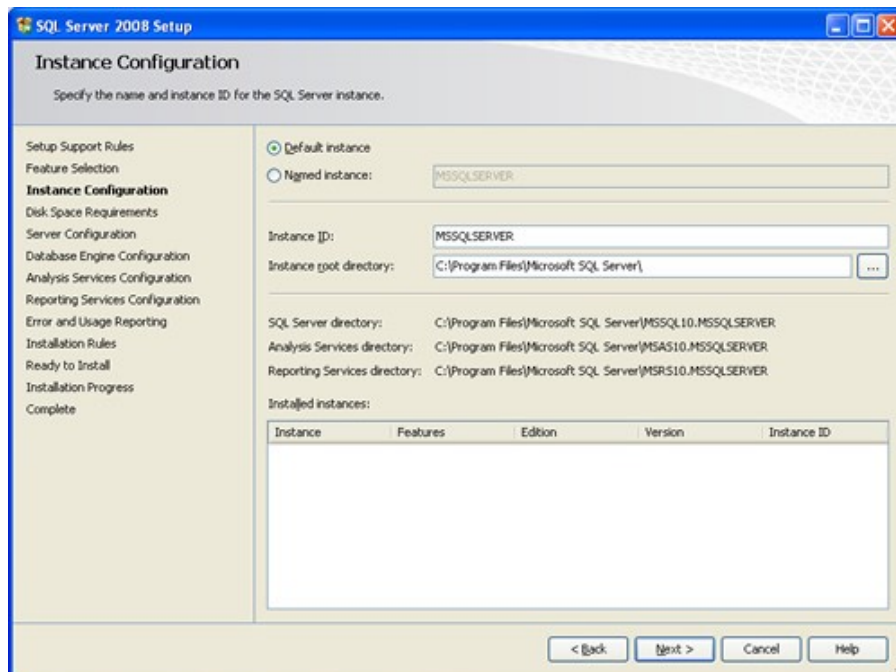 SQL Server 2008 Setup
Instance Configuration
Specify the name and instance ID for the SQL Server instance.
Setup Support Rules
Feature Selection
Instance Configuration
Disk Space Requirements
Server Configuration
Database Engine Configuration
Analysis Services Configuration
Reporting Services Configuration
Error and Usage Reporting
Installation Rules
Ready to Install
Installation Progress
Complete
Default instance
Named instance: MSSQLSERVER
Instance ID: MSSQLSERVER
Instance root directory: C:\Program Files\Microsoft SQL Server\ ...
SQL Server directory: C:\Program Files\Microsoft SQL Server\MSSQL10.MSSQLSERVER
Analysis Services directory: C:\Program Files\Microsoft SQL Server\MSAS10.MSSQLSERVER
Reporting Services directory: C:\Program Files\Microsoft SQL Server\MSRS10.MSSQLSERVER
Installed instances:
Instance Features Edition Version Instance ID
< Back Next > Cancel Help